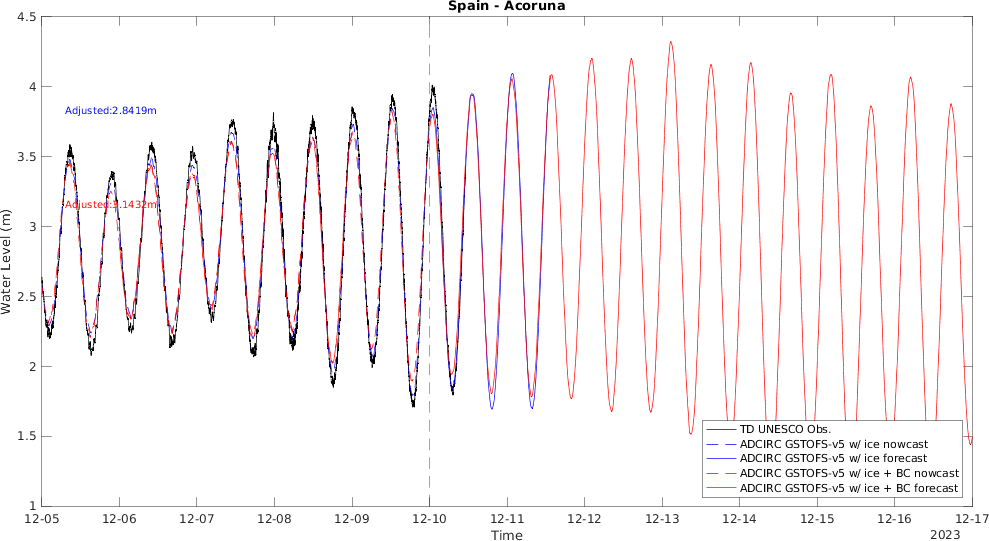 Spain - Acoruna
4.5
4
3.5
3
2.5
2
1.5
1
Water Level (m)
Adjusted:2.8419m
Adjusted:3.1432m
TD UNESCO Obs.
ADCIRC GSTOFS-v5 w/ ice nowcast
ADCIRC GSTOFS-v5 w/ ice forecast
ADCIRC GSTOFS-v5 w/ ice + BC nowcast
ADCIRC GSTOFS-v5 w/ ice + BC forecast
12-05 12-06 12-07 12-08 12-09 12-10 12-11 12-12 12-13 12-14 12-15 12-16 12-17
Time
2023